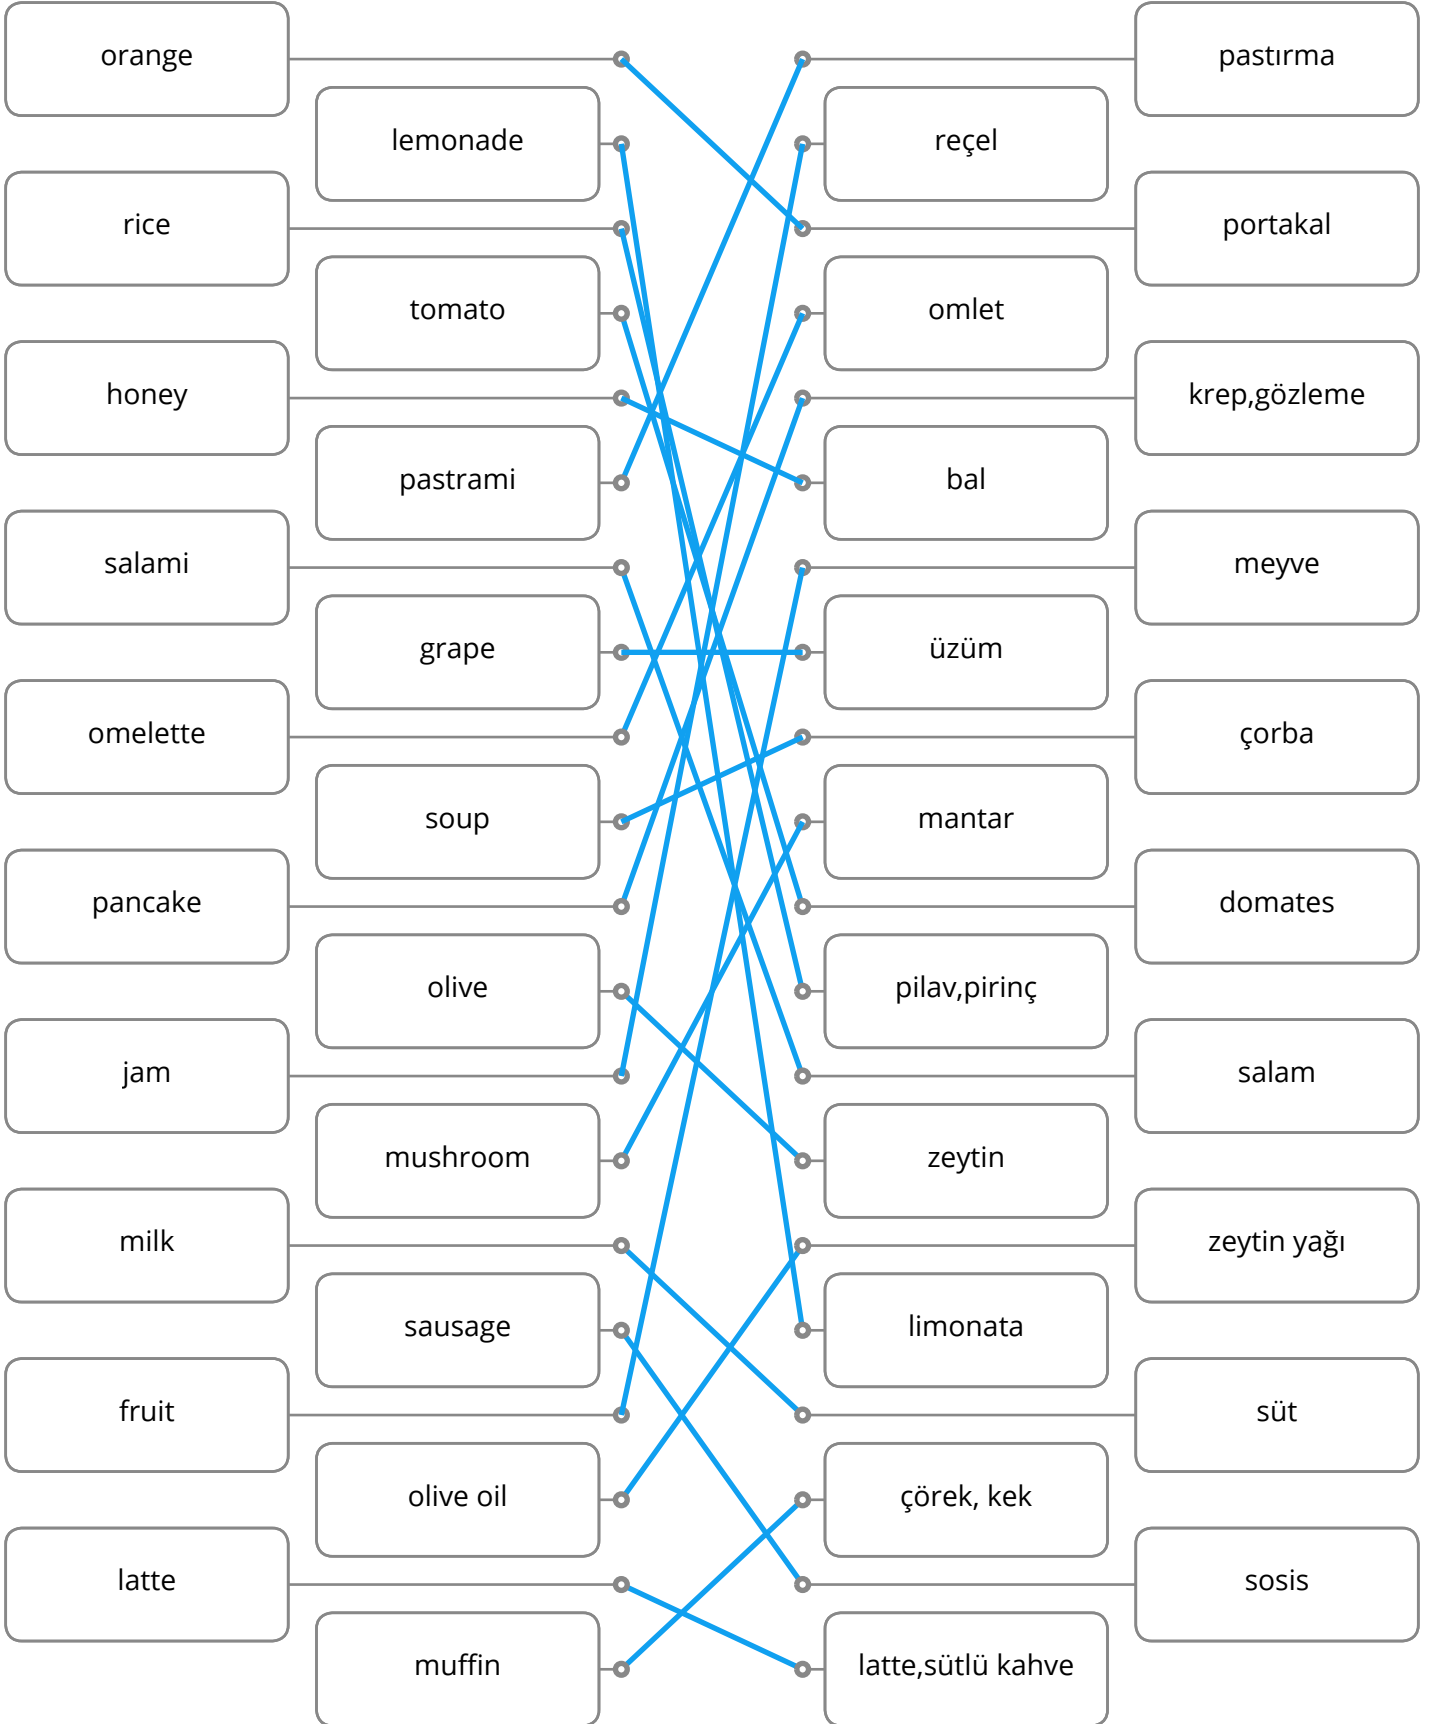 orange
pastırma
lemonade
reçel
rice
portakal
tomato
omlet
honey
krep,gözleme
pastrami
bal
salami
meyve
grape
üzüm
omelette
çorba
soup
mantar
pancake
domates
olive
pilav,pirinç
jam
salam
mushroom
zeytin
milk
zeytin yağı
sausage
limonata
fruit
süt
olive oil
çörek, kek
latte
sosis
muffin
latte,sütlü kahve